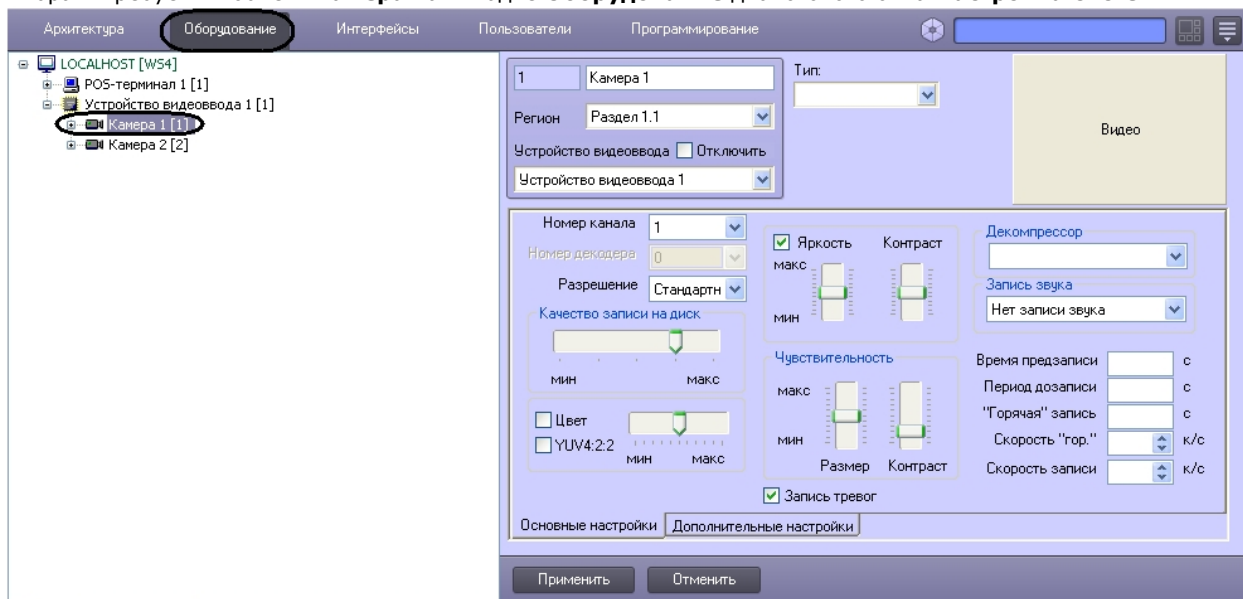 Архитектура Оборудование Интерфейсы Пользователи Программирование
LOCALHOST [WS4]
POS-терминал 1 [1]
Устройство видеоввода 1 [1]
Камера 1 [1]
Камера 2 [2]
1 Камера 1
Тип:
Регион Раздел 1.1
Устройство видеоввода Отключить
Устройство видеоввода 1
Видео
Номер канала 1
Номер декодера 0
Разрешение Стандартн
Качество записи на диск
мин макс
Цвет
YUV4:2:2
мин макс
Яркость Контраст
макс
мин
Чувствительность
макс
мин
Размер Контраст
Запись тревог
Декомпрессор
Запись звука
Нет записи звука
Время предзаписи с
Период дозаписи с
"Горячая" запись с
Скорость "гор." к/с
Скорость записи к/с
Основные настройки Дополнительные настройки
Применить Отменить